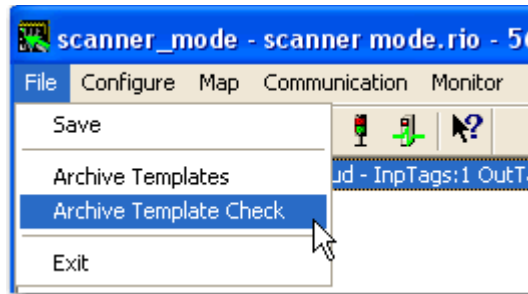 scanner_mode - scanner mode.rio - 5
File Configure Map Communication Monitor
Save
Archive Templates
ud - InpTags:1 OutT
Archive Template Check
Exit